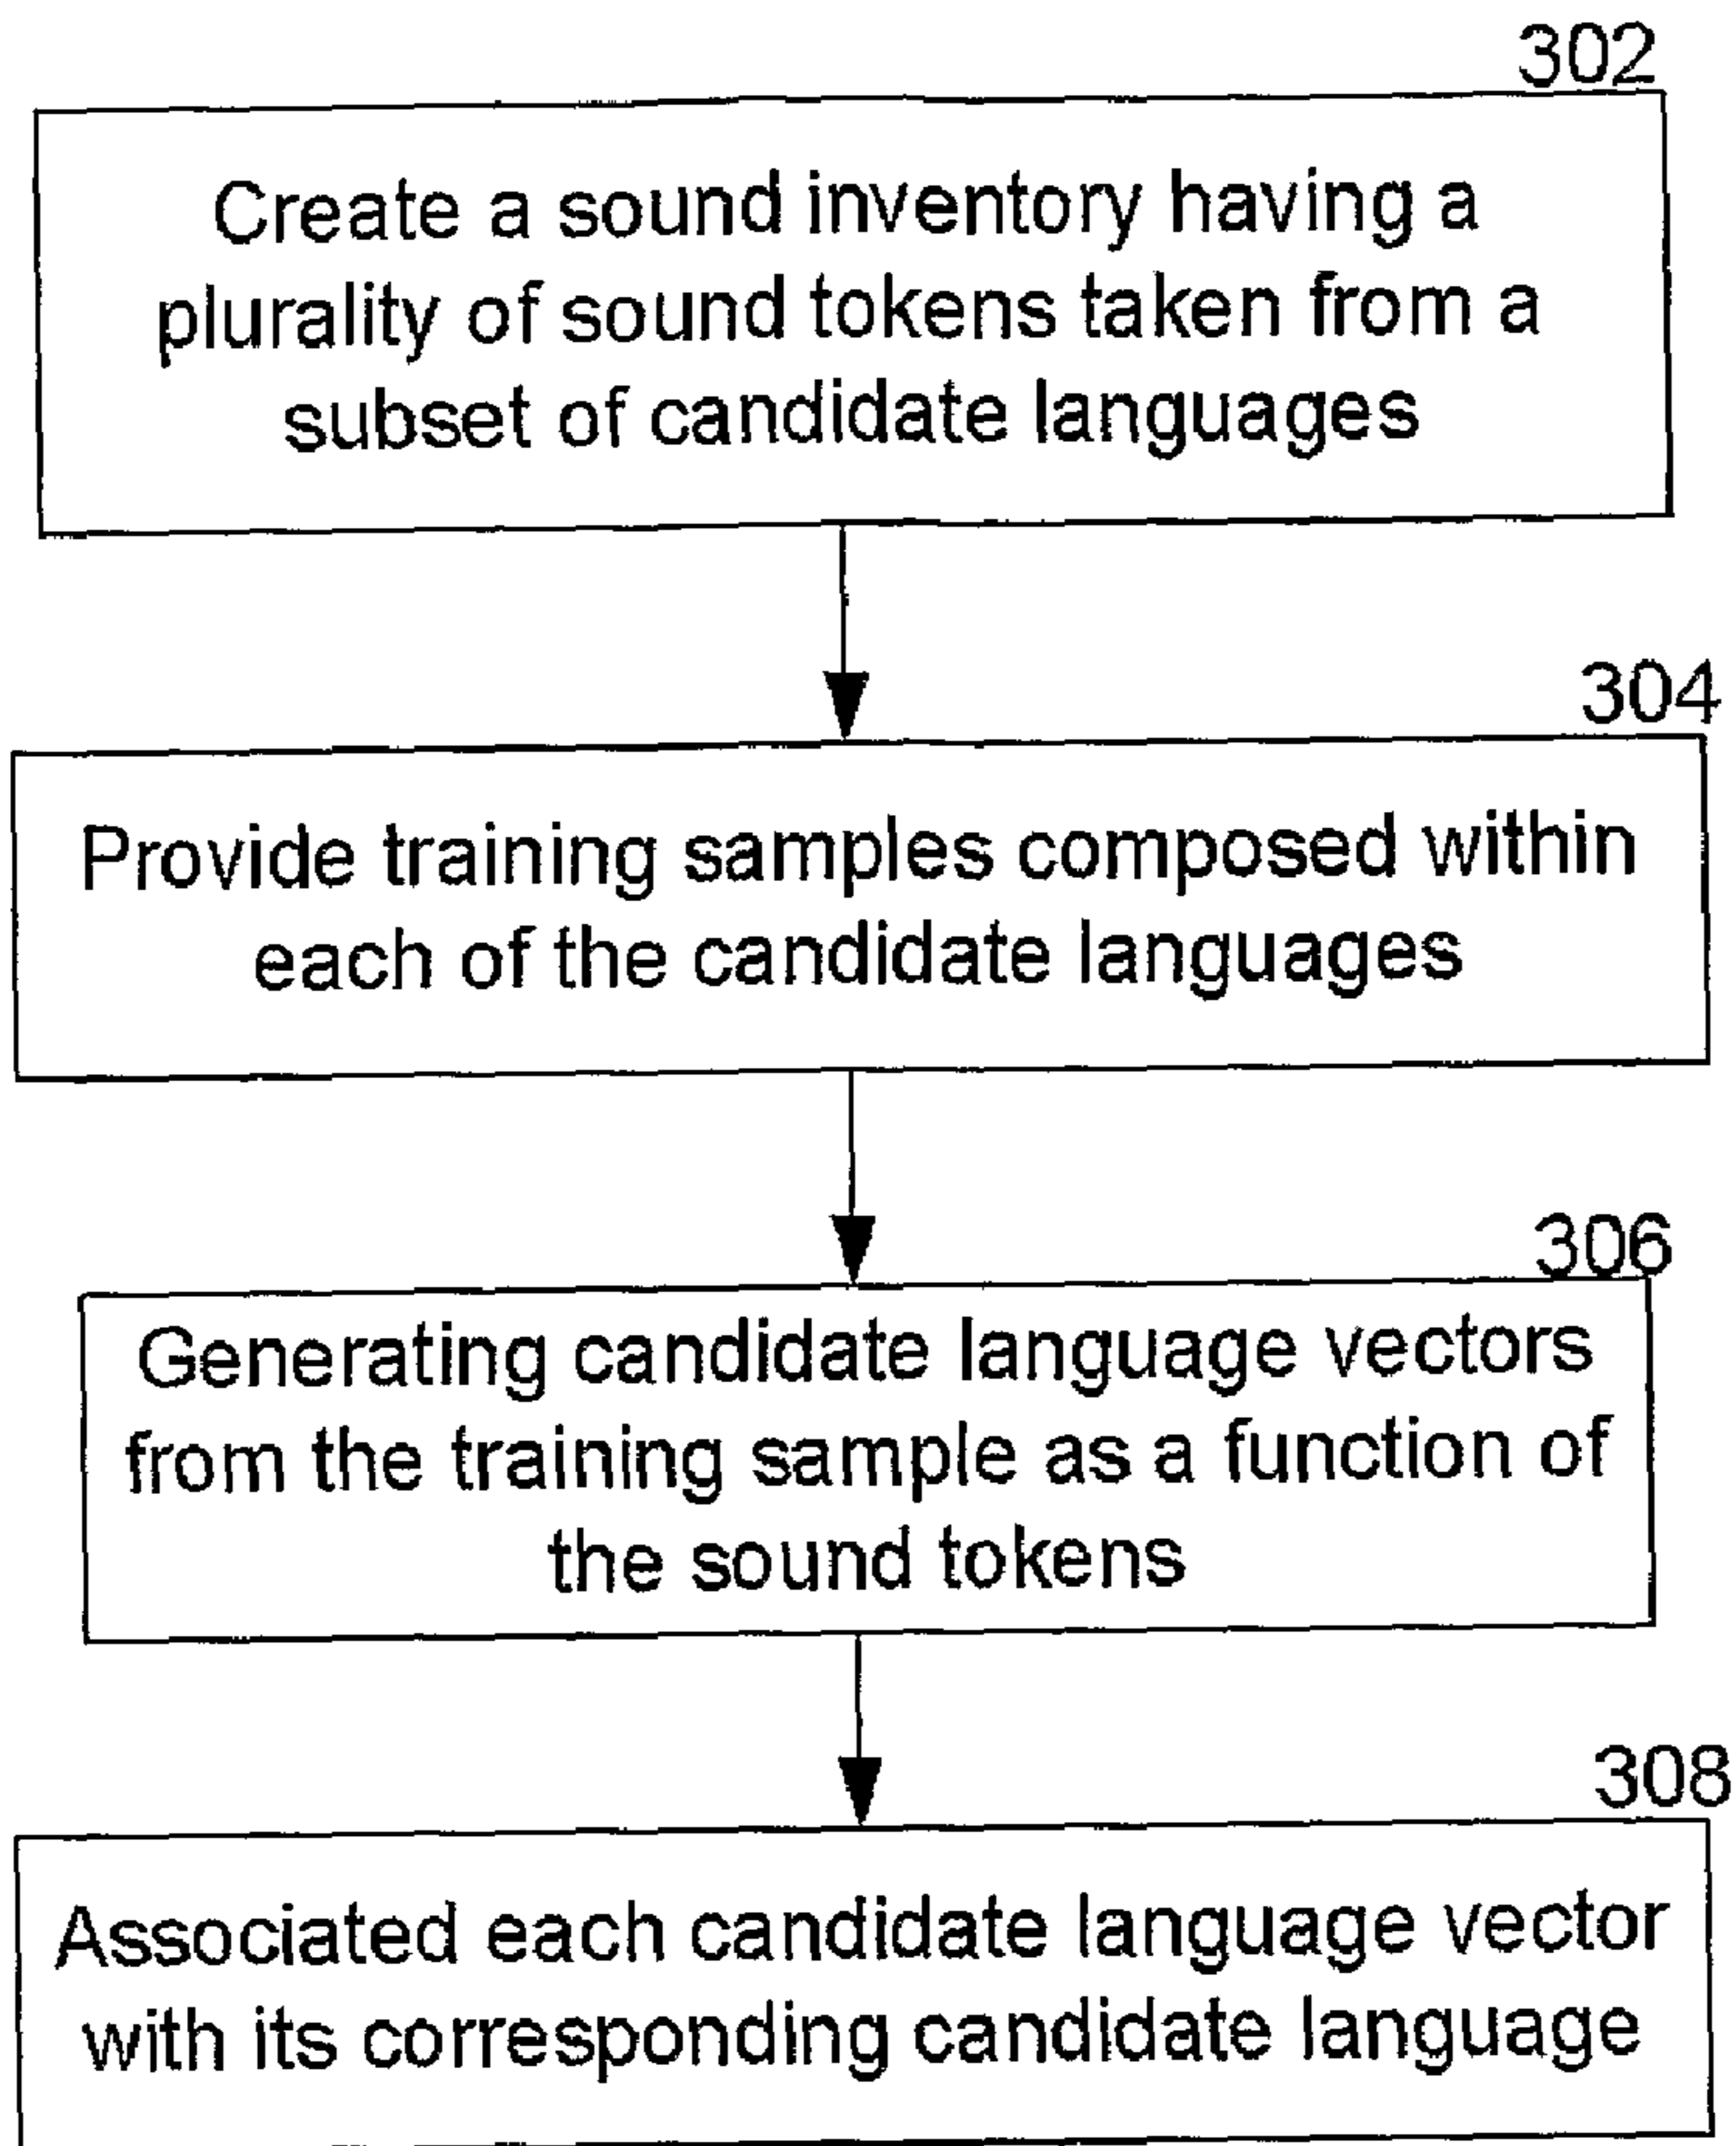 302
Create a sound inventory having a
plurality of sound tokens taken from a
subset of candidate languages
304
Provide training samples composed within
each of the candidate languages
306
Generating candidate language vectors
from the training sample as a function of
the sound tokens
308
Associated each candidate language vector
with its corresponding candidate language